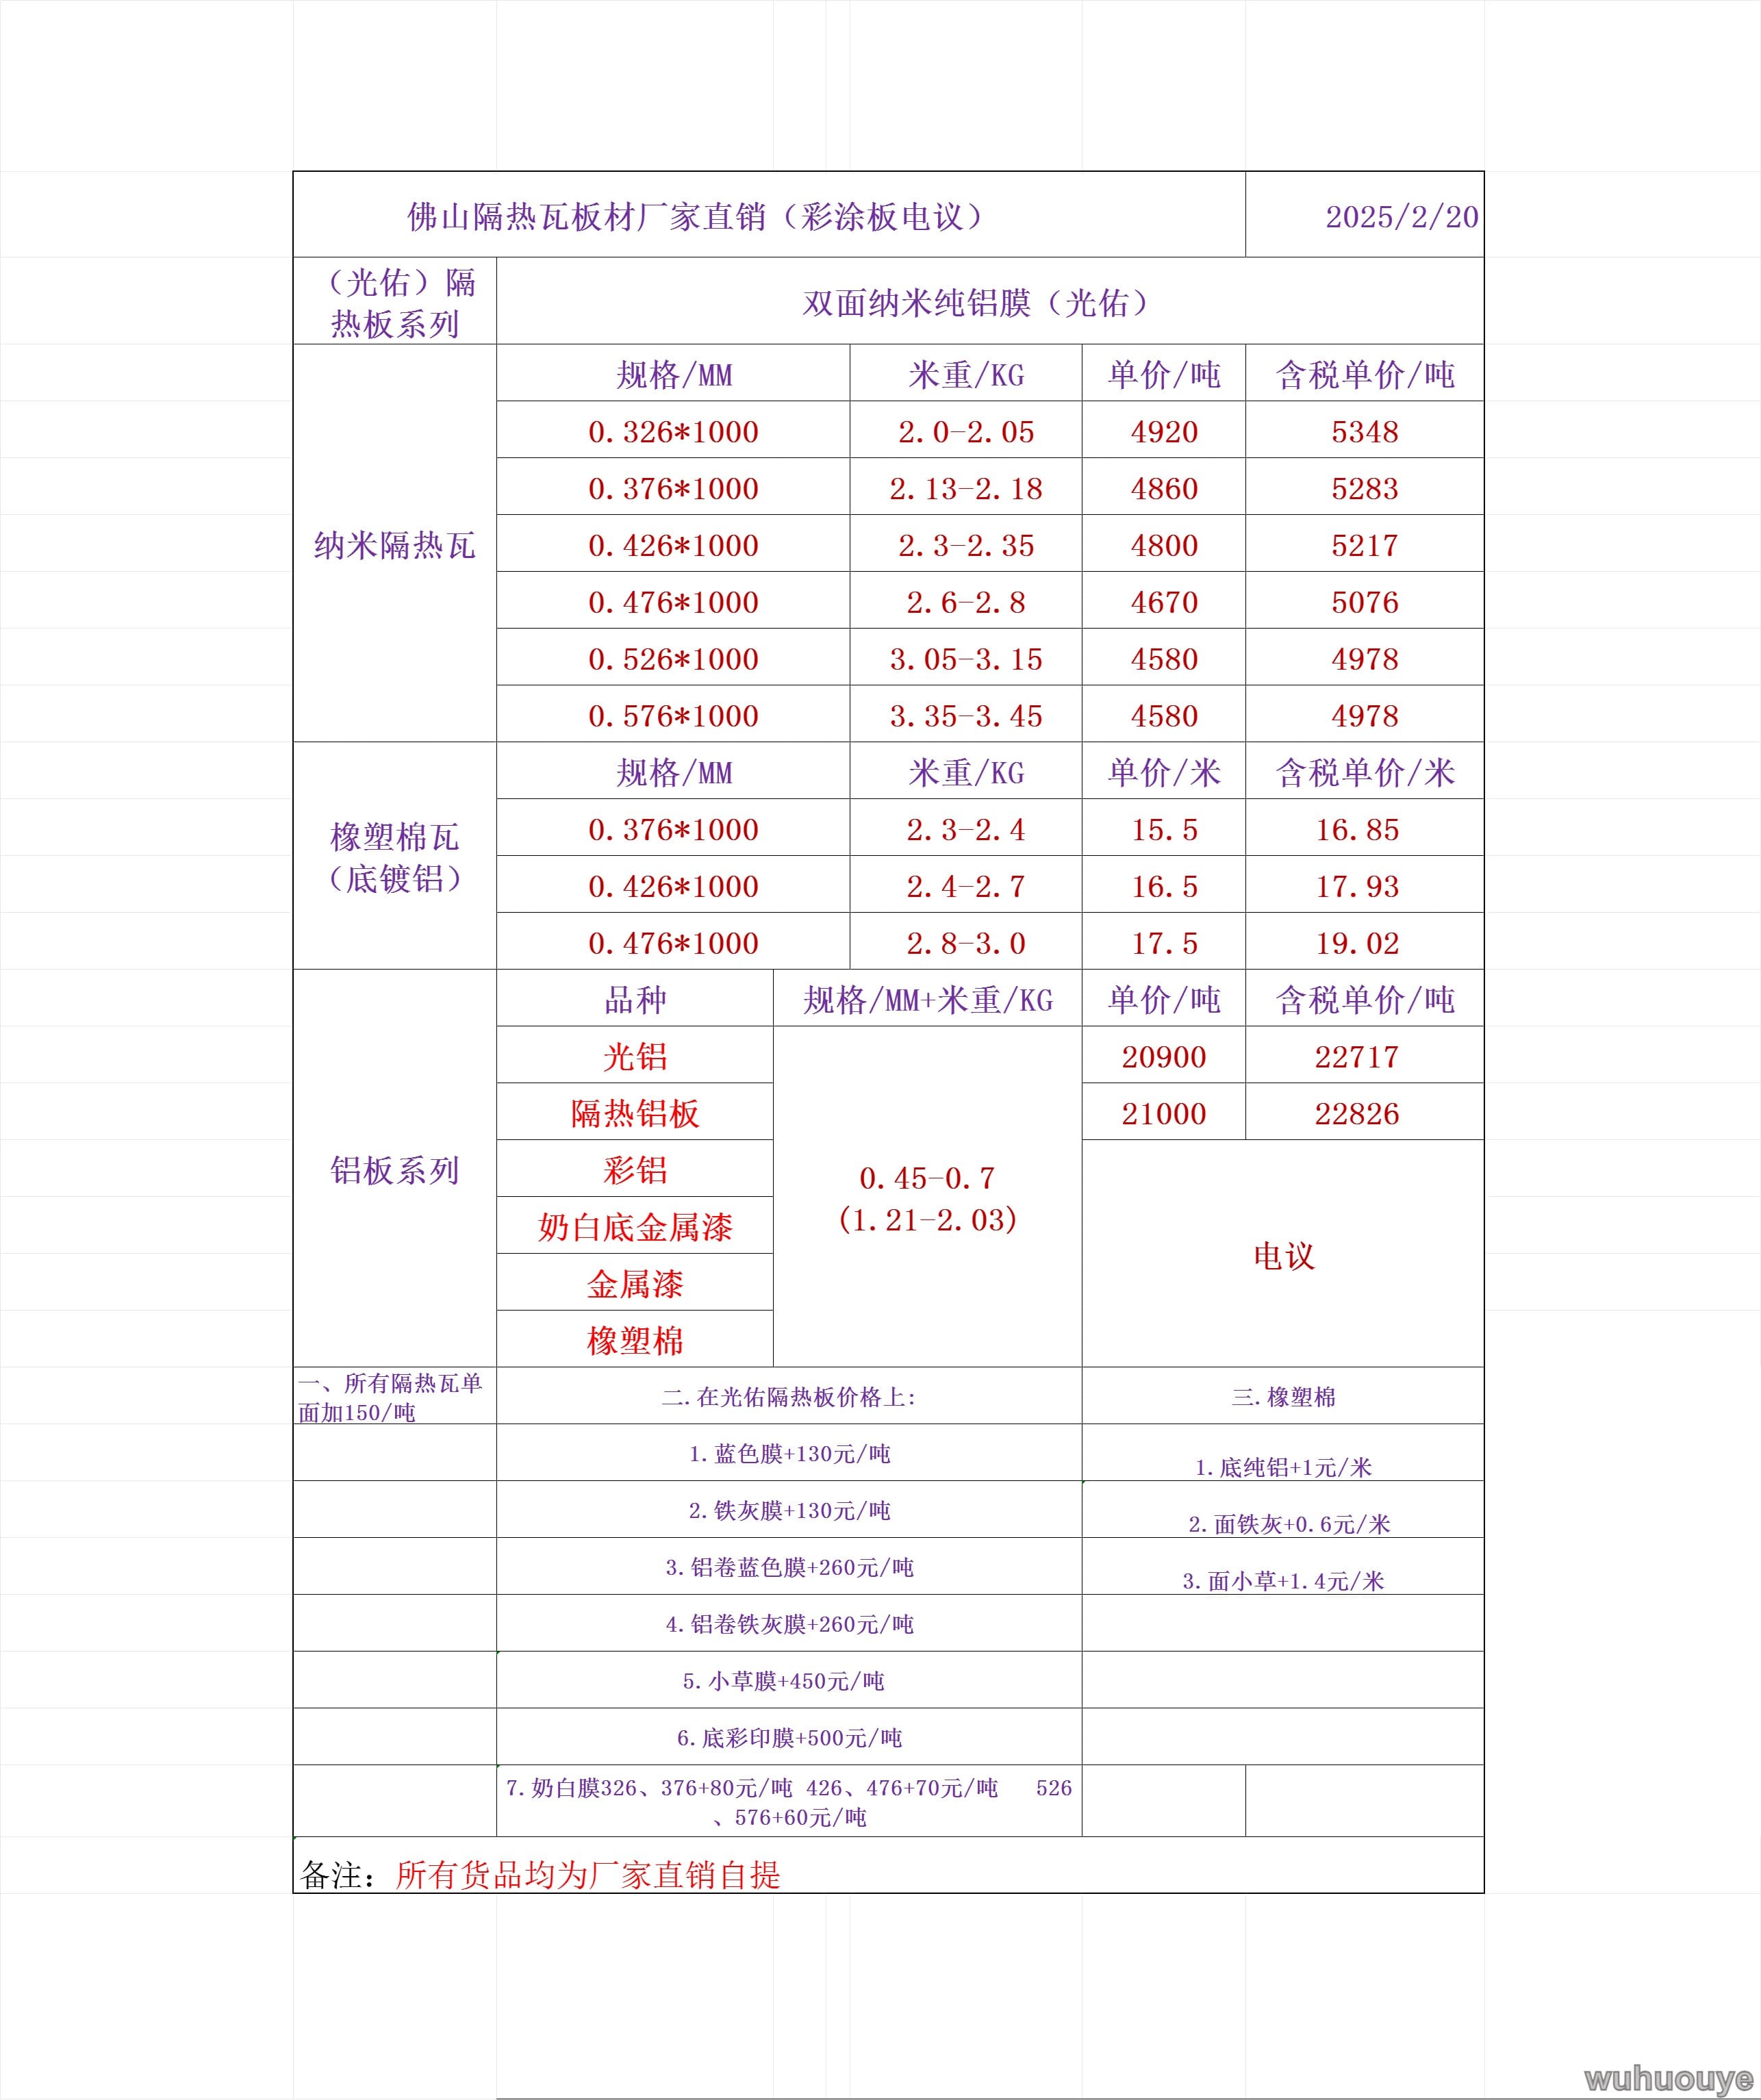 佛山隔热瓦板材厂家直销（彩涂板电议） 2025/2/20
（光佑）隔
热板系列
双面纳米纯铝膜（光佑）
纳米隔热瓦
规格/MM 米重/KG 单价/吨 含税单价/吨
0.326*1000 2.0-2.05 4920 5348
0.376*1000 2.13-2.18 4860 5283
0.426*1000 2.3-2.35 4800 5217
0.476*1000 2.6-2.8 4670 5076
0.526*1000 3.05-3.15 4580 4978
0.576*1000 3.35-3.45 4580 4978
橡塑棉瓦
（底镀铝）
规格/MM 米重/KG 单价/米 含税单价/米
0.376*1000 2.3-2.4 15.5 16.85
0.426*1000 2.4-2.7 16.5 17.93
0.476*1000 2.8-3.0 17.5 19.02
铝板系列
品种 规格/MM+米重/KG 单价/吨 含税单价/吨
光铝 20900 22717
隔热铝板 21000 22826
彩铝
奶白底金属漆
金属漆
橡塑棉
0.45-0.7
(1.21-2.03)
电议
一、所有隔热瓦单
面加150/吨
二.在光佑隔热板价格上:
三.橡塑棉
1.蓝色膜+130元/吨
1.底纯铝+1元/米
2.铁灰膜+130元/吨
2.面铁灰+0.6元/米
3.铝卷蓝色膜+260元/吨
3.面小草+1.4元/米
4.铝卷铁灰膜+260元/吨
5.小草膜+450元/吨
6.底彩印膜+500元/吨
7.奶白膜326、376+80元/吨 426、476+70元/吨 526
、576+60元/吨
备注：所有货品均为厂家直销自提
wuhuouye